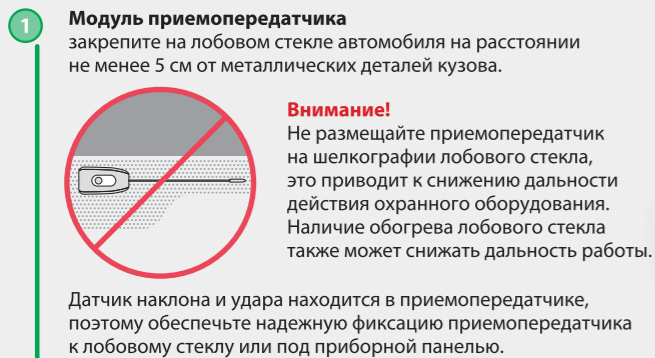 1
Модуль приемопередатчика
закрепите на лобовом стекле автомобиля на расстоянии
не менее 5 см от металлических деталей кузова.
Внимание!
Не размещайте приемопередатчик
на шелкографии лобового стекла,
это приводит к снижению дальности
действия охранного оборудования.
Наличие обогрева лобового стекла
также может снижать дальность работы.
Датчик наклона и удара находится в приемопередатчике,
поэтому обеспечьте надежную фиксацию приемопередатчика
к лобовому стеклу или под приборной панелью.